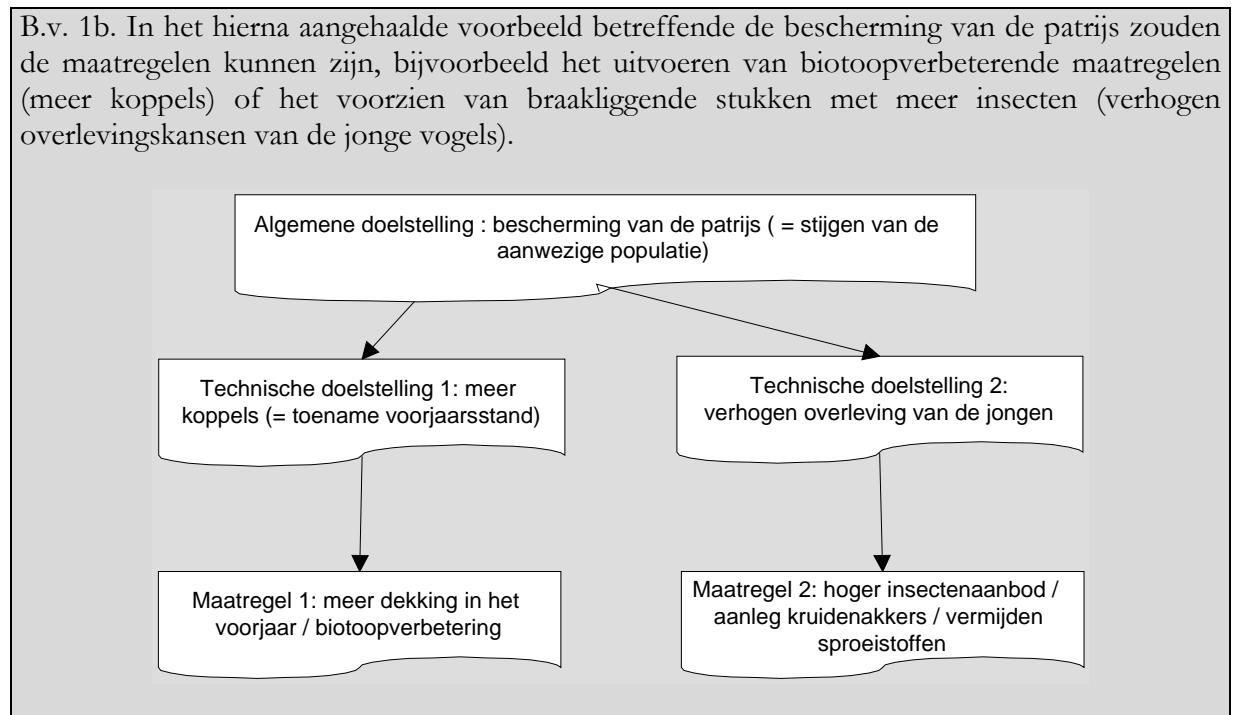 B.v. 1b. In het hierna aangehaalde voorbeeld betreffende de bescherming van de patrijs zouden
de maatregelen kunnen zijn, bijvoorbeeld het uitvoeren van biotoopverbeterende maatregelen
(meer koppels) of het voorzien van braakliggende stukken met meer insecten (verhogen
overlevingskansen van de jonge vogels).
Algemene doelstelling : bescherming van de patrijs ( = stijgen van de
aanwezige populatie)
Technische doelstelling 1: meer
koppels (= toename voorjaarsstand)
Technische doelstelling 2:
verhogen overleving van de jongen
Maatregel 1: meer dekking in het
voorjaar / biotoopverbetering
Maatregel 2: hoger insectenaanbod /
aanleg kruidenakkers / vermijden
sproeistoffen